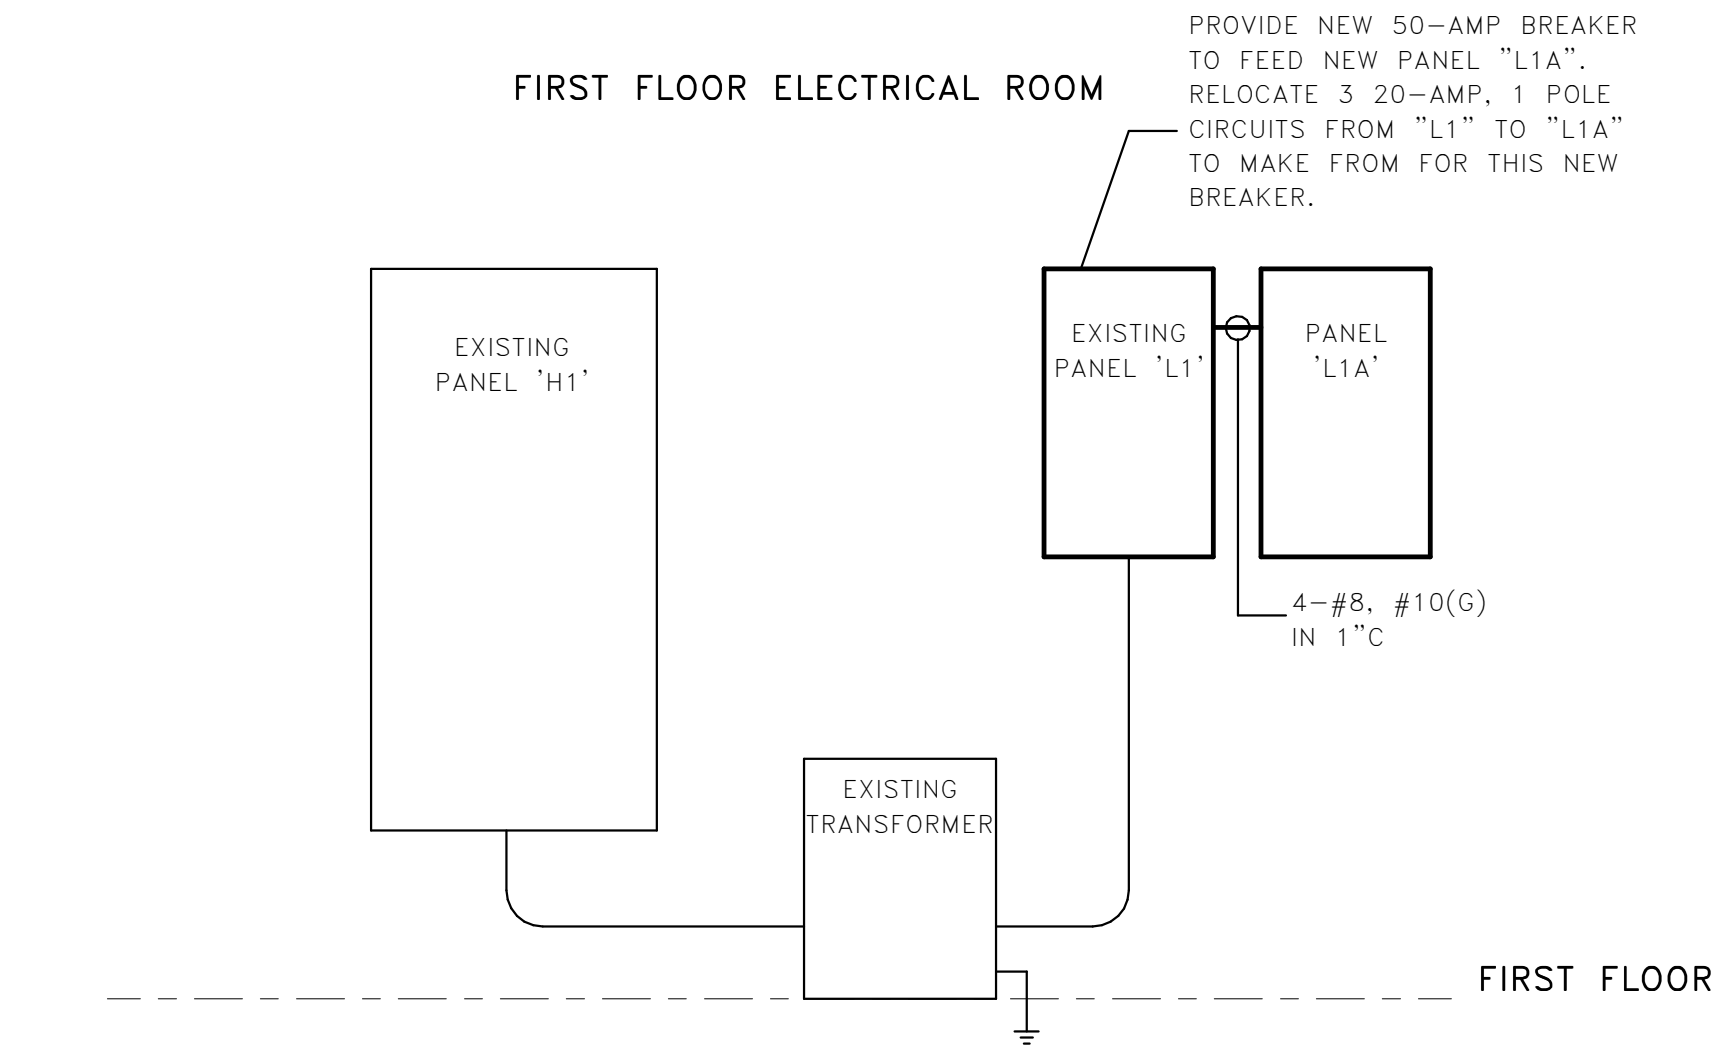 FIRST FLOOR ELECTRICAL ROOM
PROVIDE NEW 50-AMP BREAKER
TO FEED NEW PANEL "L1A".
RELOCATE 3 20-AMP, 1 POLE
CIRCUITS FROM "L1" TO "L1A"
TO MAKE FROM FOR THIS NEW
BREAKER.
EXISTING
PANEL 'H1'
EXISTING
PANEL 'L1'
PANEL
'L1A'
4-#8, #10(G)
IN 1"C
EXISTING
TRANSFORMER
FIRST FLOOR